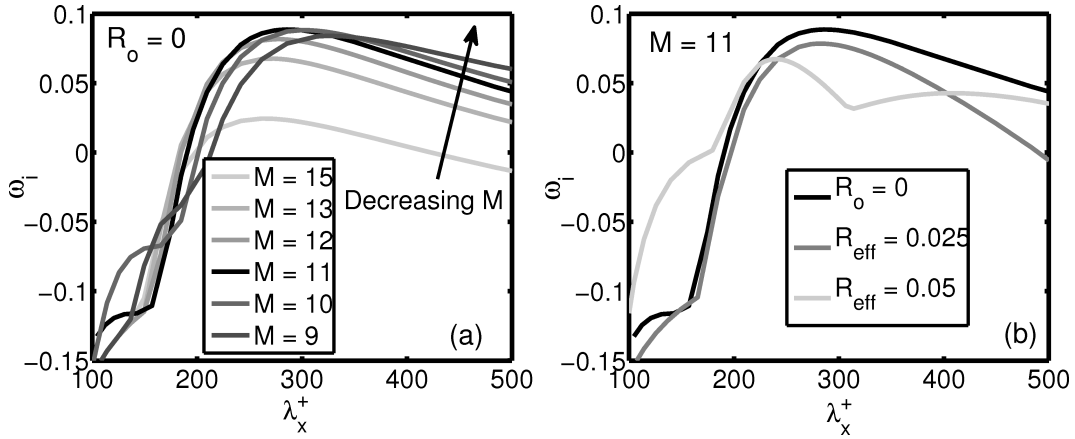 R_o = 0
0.1
0.05
0
−0.05
−0.1
−0.15
ω_i
M = 15
M = 13
M = 12
M = 11
M = 10
M = 9
Decreasing M
(a)
100 200 300 400 500
λ_x^+
M = 11
0.1
0.05
0
−0.05
−0.1
−0.15
ω_i
R_o = 0
R_eff = 0.025
R_eff = 0.05
(b)
100 200 300 400 500
λ_x^+